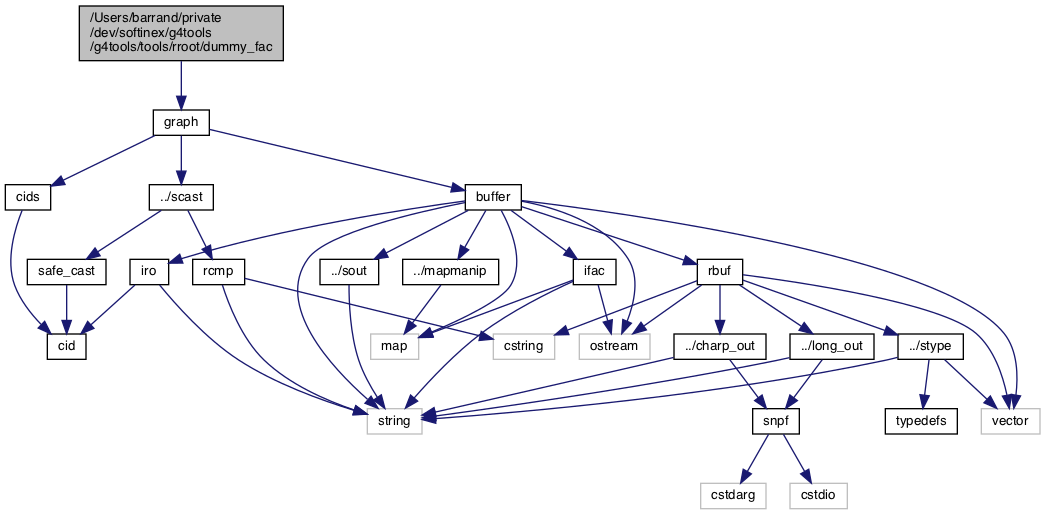 /Users/barrand/private
/dev/softinex/g4tools
/g4tools/tools/rroot/dummy_fac
graph
cids
../scast
buffer
safe_cast
iro
rcmp
../sout
../mapmanip
ifac
rbuf
cid
map
cstring
ostream
../charp_out
../long_out
../stype
string
snpf
typedefs
vector
cstdarg
cstdio